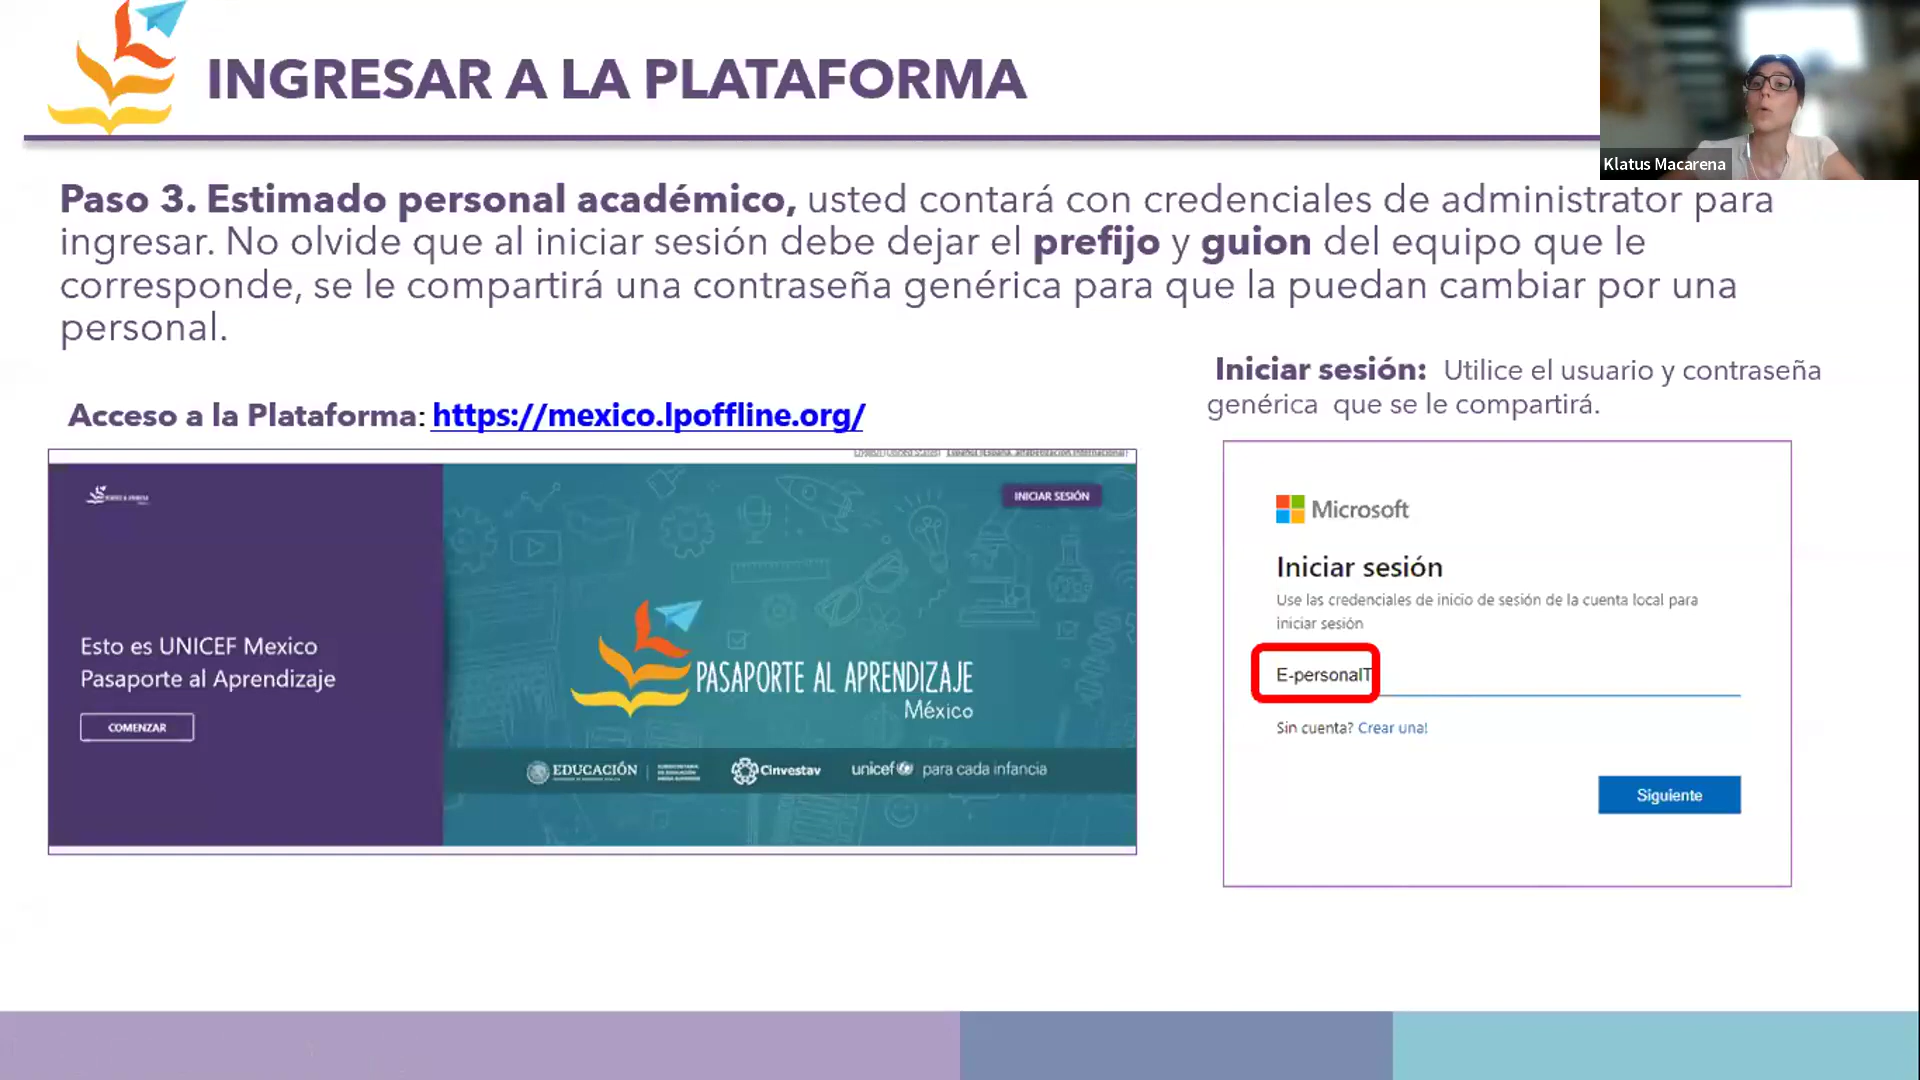 INGRESAR A LA PLATAFORMA
Klatus Macarena
Paso 3. Estimado personal académico, usted contará con credenciales de administrator para
ingresar. No olvide que al iniciar sesión debe dejar el prefijo y guion del equipo que le
corresponde, se le compartirá una contraseña genérica para que la puedan cambiar por una
personal.
Iniciar sesión: Utilice el usuario y contraseña
genérica que se le compartirá.
Acceso a la Plataforma: https://mexico.lpoffline.org/
INICIAR SESIÓN
Esto es UNICEF Mexico
Pasaporte al Aprendizaje
COMENZAR
PASAPORTE AL APRENDIZAJE
México
EDUCACIÓN
Cinvestav
unicef para cada infancia
Microsoft
Iniciar sesión
Use las credenciales de inicio de sesión de la cuenta local para
iniciar sesión
E-personalT
Sin cuenta? Crear una!
Siguiente